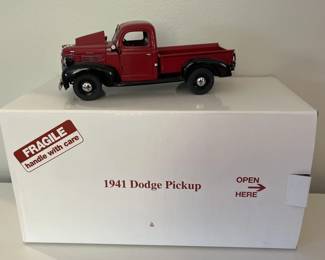 FRAGILE
handle with care
1941 Dodge Pickup
OPEN
HERE